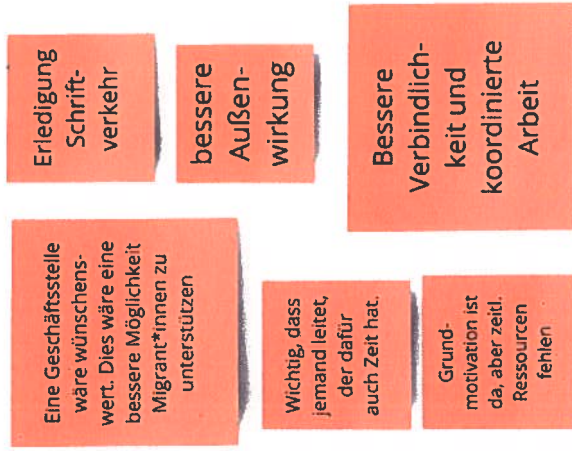 Eine Geschäftsstelle
wäre wünschens-
wert. Dies wäre eine
bessere Möglichkeit
Migrant*innen zu
unterstützen
Erledigung
Schrift-
verkehr
Wichtig, dass
jemand leitet,
der dafür
auch Zeit hat.
bessere
Außen-
wirkung
Grund-
motivation ist
da, aber zeitl.
Ressourcen
fehlen
Bessere
Verbindlich-
keit und
koordinierte
Arbeit